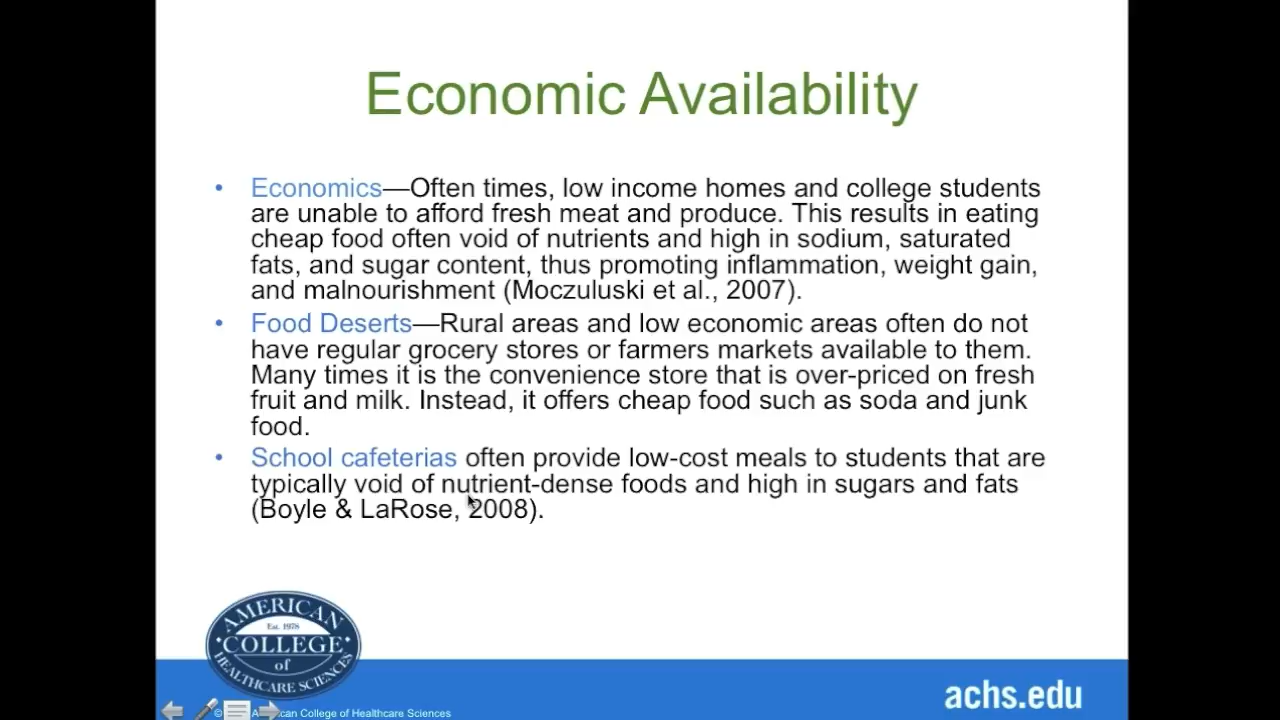 Economic Availability
• Economics—Often times, low income homes and college students
are unable to afford fresh meat and produce. This results in eating
cheap food often void of nutrients and high in sodium, saturated
fats, and sugar content, thus promoting inflammation, weight gain,
and malnourishment (Moczuluski et al., 2007).
• Food Deserts—Rural areas and low economic areas often do not
have regular grocery stores or farmers markets available to them.
Many times it is the convenience store that is over-priced on fresh
fruit and milk. Instead, it offers cheap food such as soda and junk
food.
• School cafeterias often provide low-cost meals to students that are
typically void of nutrient-dense foods and high in sugars and fats
(Boyle & LaRose, 2008).
AMERICAN
Est. 1978
COLLEGE
of
HEALTHCARE SCIENCES
achs.edu
© College of Healthcare Sciences